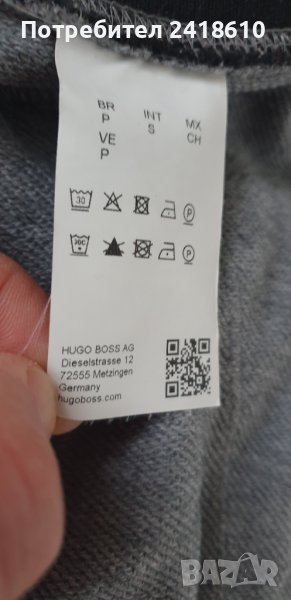 Потребител 2418610
BR INT MX
P S CH
VE
P
30 P
30C P
HUGO BOSS AG
Dieselstrasse 12
72555 Metzingen
Germany
hugoboss.com
BAZAR